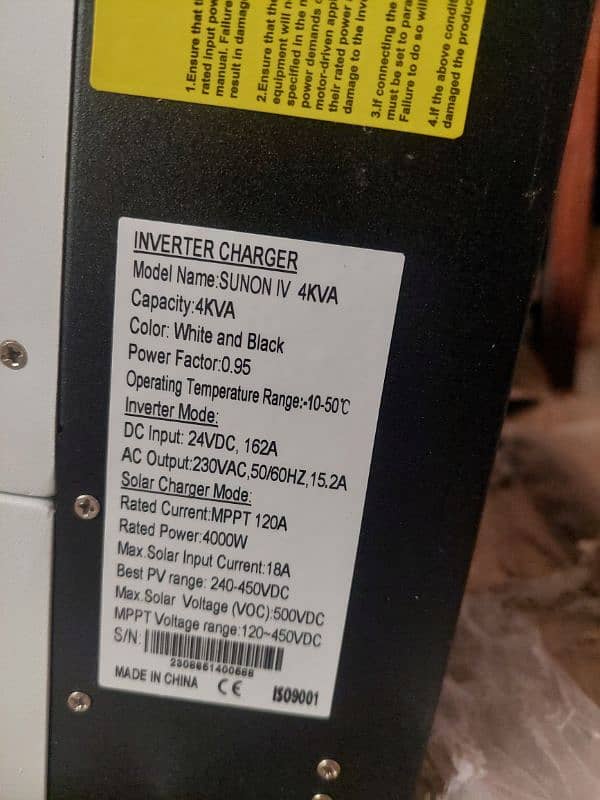 1.Ensure that t
rated input pow
manual. Failure
result in damag
2.Ensure that the
equipment will n
specified in the m
power demands o
motor-driven appl
their rated power
damage to the inve
3.If connecting the
must be set to para
Failure to do so will
4.If the above condit
damaged the produc
INVERTER CHARGER
Model Name:SUNON IV 4KVA
Capacity:4KVA
Color: White and Black
Power Factor:0.95
Operating Temperature Range:-10-50℃
Inverter Mode:
DC Input: 24VDC, 162A
AC Output:230VAC,50/60HZ,15.2A
Solar Charger Mode:
Rated Current:MPPT 120A
Rated Power:4000W
Max.Solar Input Current:18A
Best PV range: 240-450VDC
Max.Solar Voltage (VOC):500VDC
MPPT Voltage range:120~450VDC
S/N:
MADE IN CHINA CE ISO9001